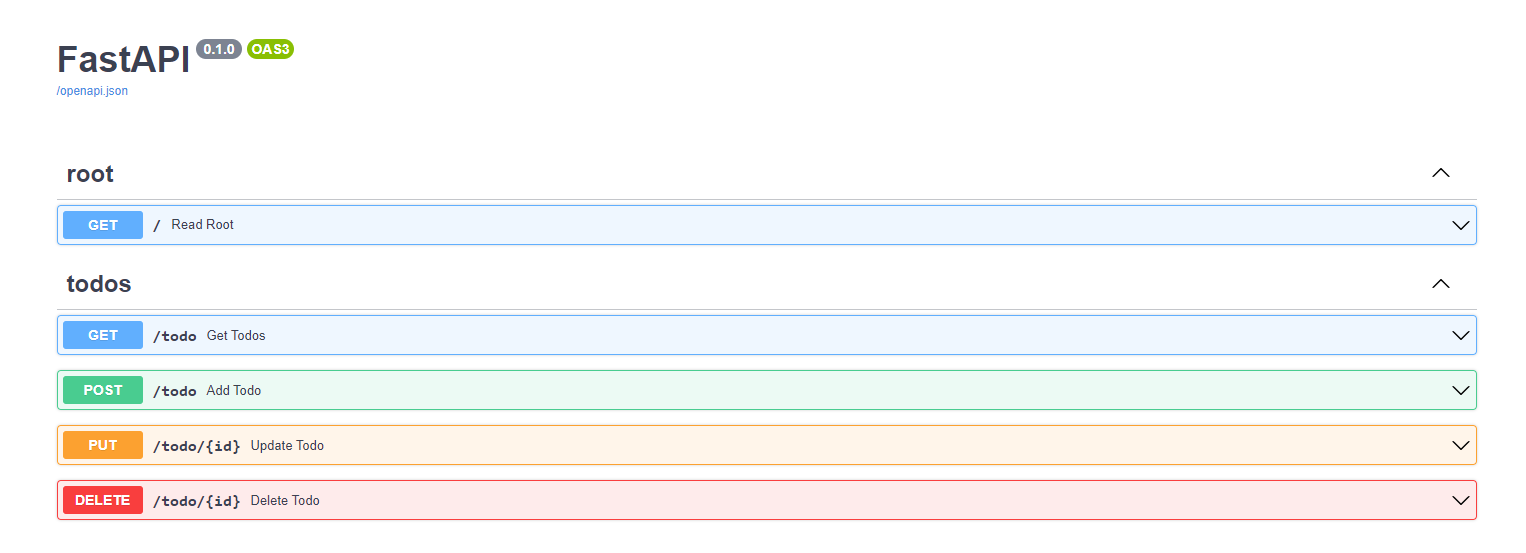 FastAPI 0.1.0 OAS3
/openapi.json
root
GET / Read Root
todos
GET /todo Get Todos
POST /todo Add Todo
PUT /todo/{id} Update Todo
DELETE /todo/{id} Delete Todo